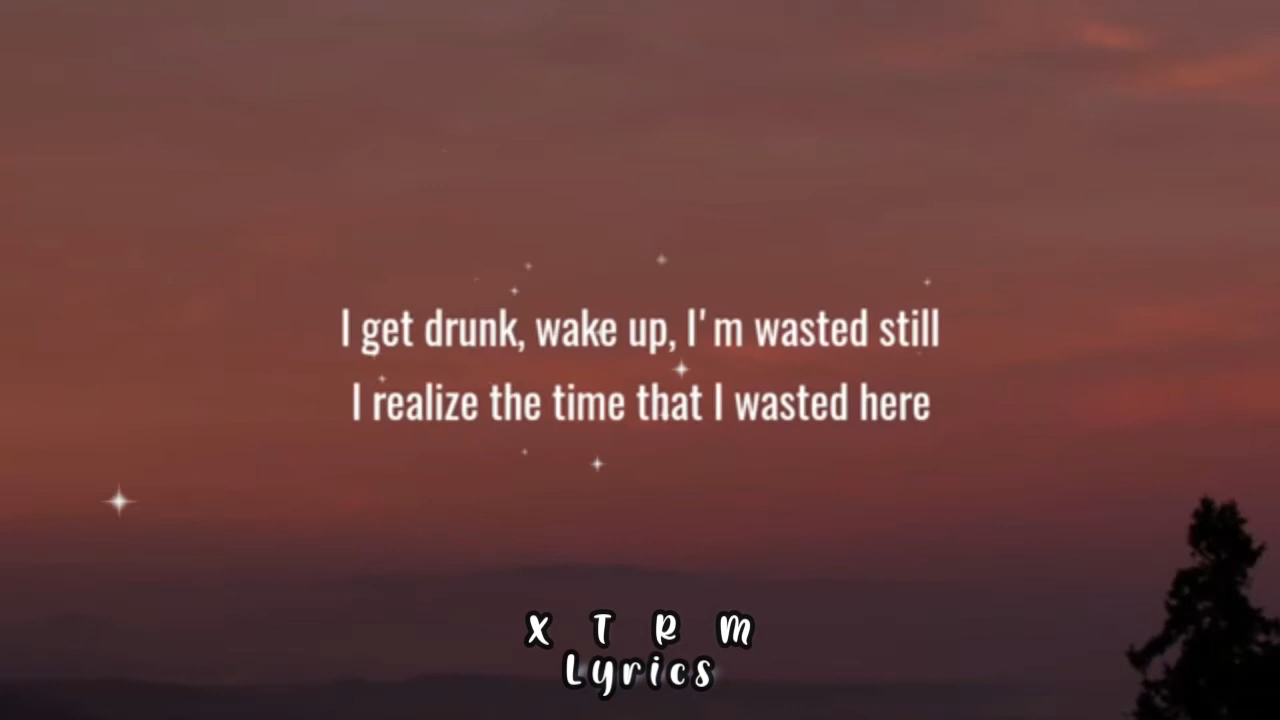 I get drunk, wake up, I'm wasted still
I realize the time that I wasted here
X T R M
Lyrics